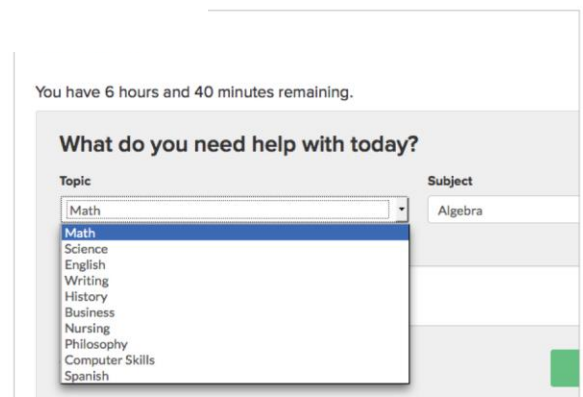 You have 6 hours and 40 minutes remaining.
What do you need help with today?
Topic
Subject
Math
Algebra
Math
Science
English
Writing
History
Business
Nursing
Philosophy
Computer Skills
Spanish